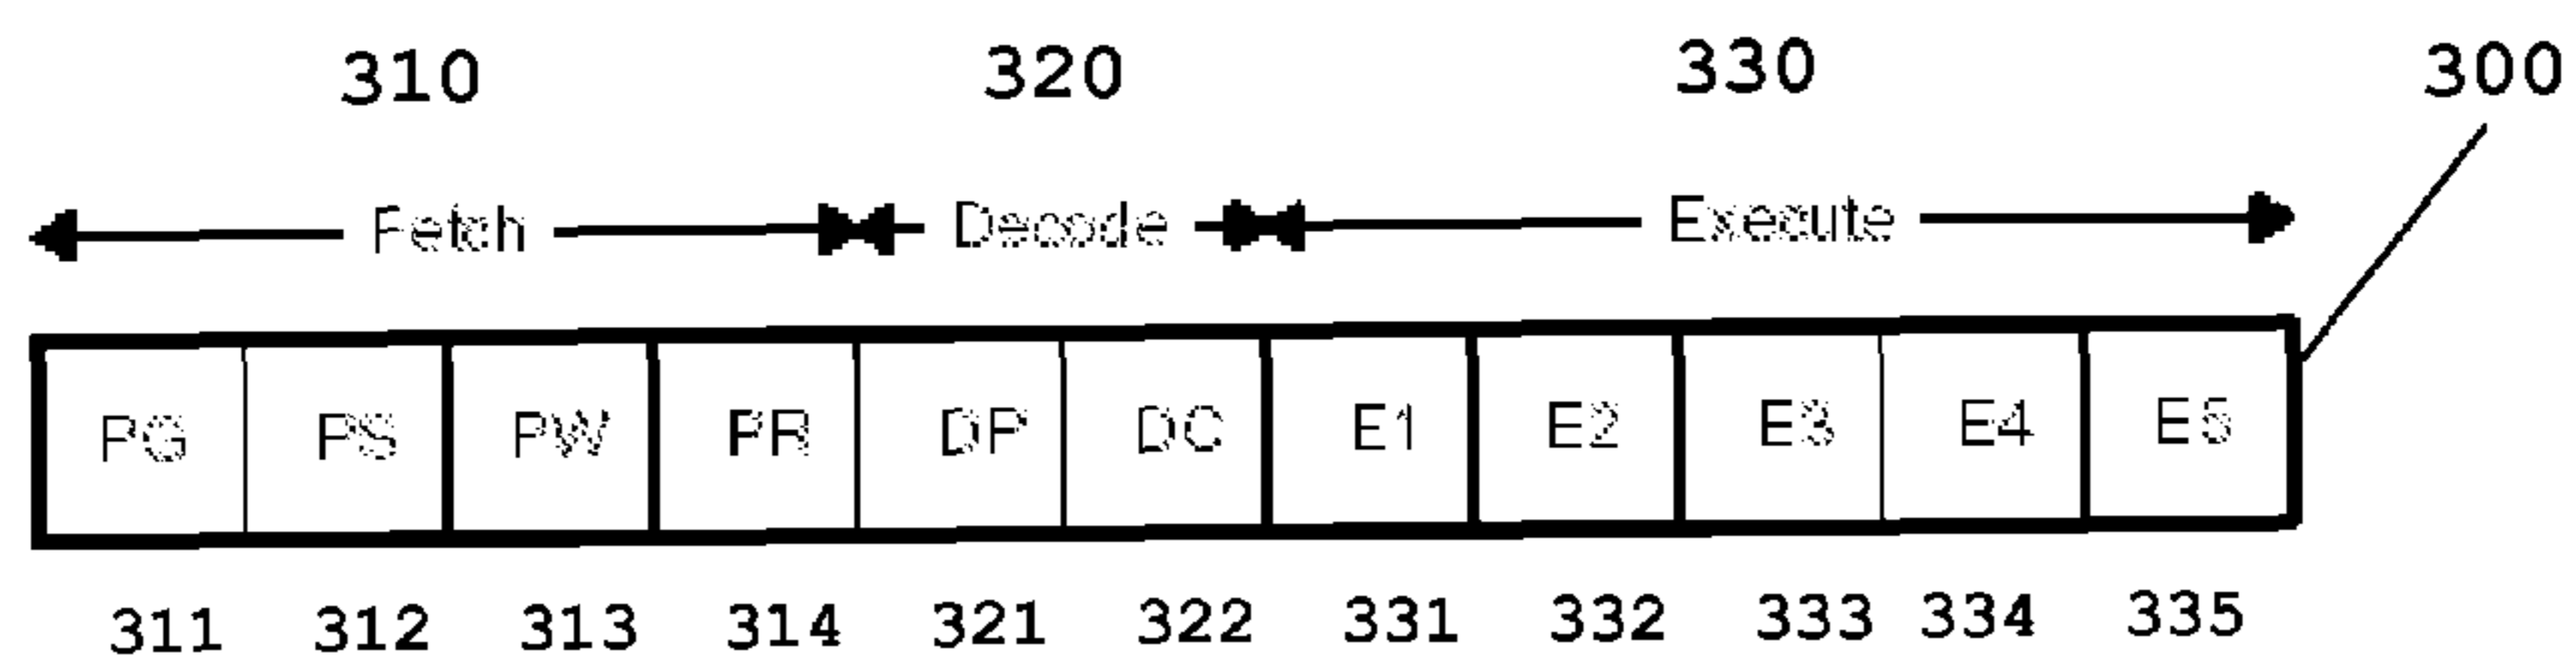 310 320 330 300
Fetch Decode Execute
PG PS PW PR DP DC E1 E2 E3 E4 E5
311 312 313 314 321 322 331 332 333 334 335